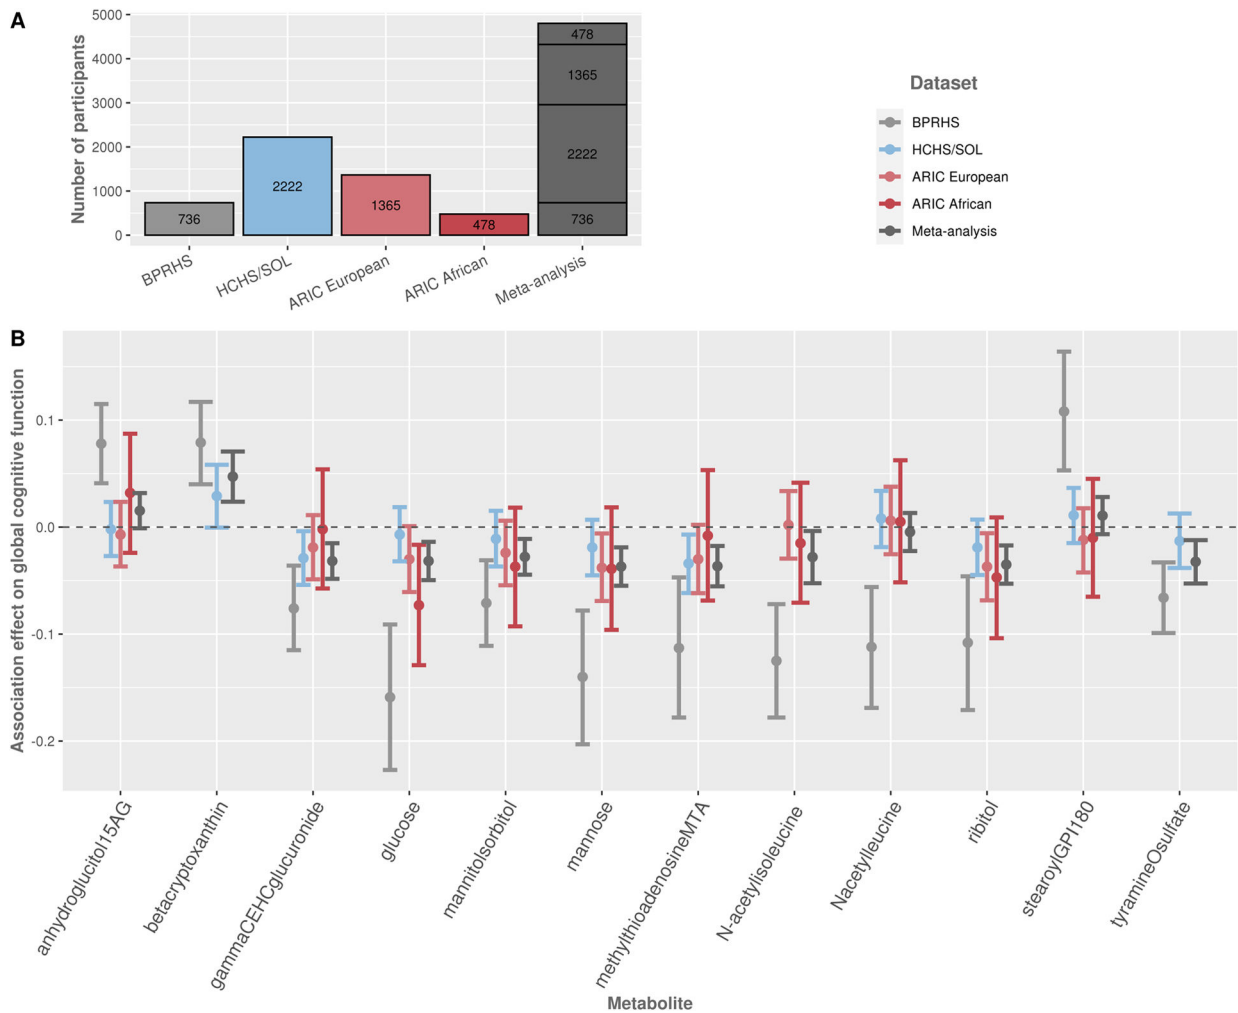 A
Number of participants
5000
4000
3000
2000
1000
0
736
2222
1365
478
478
1365
2222
736
BPRHS
HCHS/SOL
ARIC European
ARIC African
Meta-analysis
Dataset
BPRHS
HCHS/SOL
ARIC European
ARIC African
Meta-analysis
B
Association effect on global cognitive function
0.1
0.0
-0.1
-0.2
anhydroglucitol15AG
betacryptoxanthin
gammaCEHCglucuronide
glucose
mannitolsorbitol
mannose
methylthioadenosineMTA
N-acetylisoleucine
Nacetylleucine
ribitol
stearoylGPI180
tyramineOsulfate
Metabolite